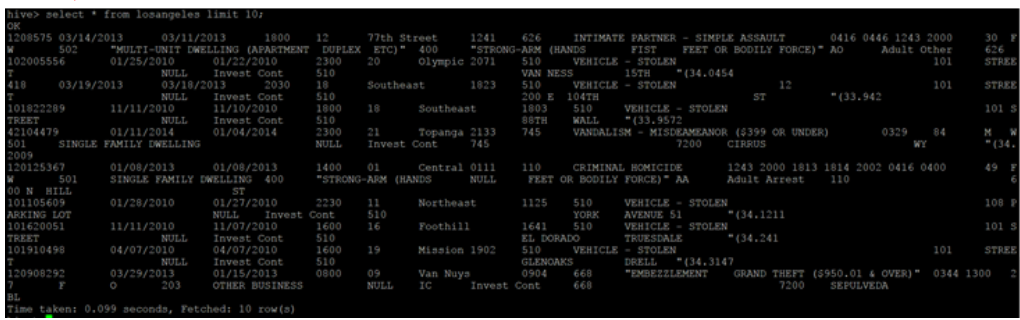 hive> select * from losangeles limit 10;
OK
1208575 03/14/2013 03/11/2013 1800 12 77th Street 1241 626 INTIMATE PARTNER - SIMPLE ASSAULT 0416 0446 1243 2000 30 F
W 502 "MULTI-UNIT DWELLING (APARTMENT DUPLEX ETC)" 400 "STRONG-ARM (HANDS FIST FEET OR BODILY FORCE)" AO Adult Other 626
102005556 01/25/2010 01/22/2010 2300 20 Olympic 2071 510 VEHICLE - STOLEN 101 STREE
T NULL Invest Cont 510 VAN NESS 15TH "(34.0454
418 03/19/2013 03/18/2013 2030 18 Southeast 1823 510 VEHICLE - STOLEN 12 101 STREE
T NULL Invest Cont 510 200 E 104TH ST "(33.942
101822289 11/11/2010 11/10/2010 1800 18 Southeast 1803 510 VEHICLE - STOLEN 101 S
TREET NULL Invest Cont 510 88TH WALL "(33.9572
42104479 01/11/2014 01/04/2014 2300 21 Topanga 2133 745 VANDALISM - MISDEAMEANOR ($399 OR UNDER) 0329 84 M W
501 SINGLE FAMILY DWELLING NULL Invest Cont 745 7200 CIRRUS WY "(34.
2009
120125367 01/08/2013 01/08/2013 1400 01 Central 0111 110 CRIMINAL HOMICIDE 1243 2000 1813 1814 2002 0416 0400 49 F
W 501 SINGLE FAMILY DWELLING 400 "STRONG-ARM (HANDS NULL FEET OR BODILY FORCE)" AA Adult Arrest 110 6
00 N HILL ST
101105609 01/28/2010 01/27/2010 2230 11 Northeast 1125 510 VEHICLE - STOLEN 108 P
ARKING LOT NULL Invest Cont 510 YORK AVENUE 51 "(34.1211
101620051 11/11/2010 11/07/2010 1600 16 Foothill 1641 510 VEHICLE - STOLEN 101 S
TREET NULL Invest Cont 510 EL DORADO TRUESDALE "(34.241
101910498 04/07/2010 04/07/2010 1600 19 Mission 1902 510 VEHICLE - STOLEN 101 STREE
T NULL Invest Cont 510 GLENOAKS DRELL "(34.3147
120908292 03/29/2013 01/15/2013 0800 09 Van Nuys 0904 668 "EMBEZZLEMENT GRAND THEFT ($950.01 & OVER)" 0344 1300 2
7 F O 203 OTHER BUSINESS NULL IC Invest Cont 668 7200 SEPULVEDA
BL
Time taken: 0.099 seconds, Fetched: 10 row(s)